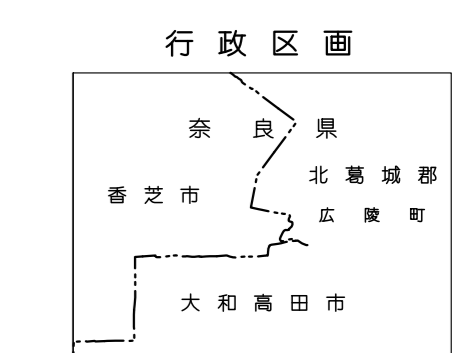 行政区画
奈良県
北葛城郡
香芝市
広陵町
大和高田市